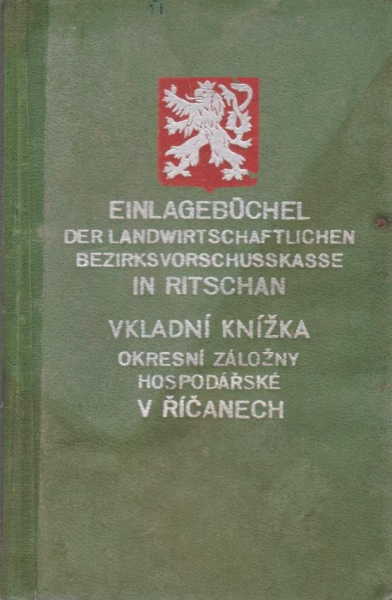 EINLAGEBÜCHEL
DER LANDWIRTSCHAFTLICHEN
BEZIRKSVORSCHUSSKASSE
IN RITSCHAN
VKLADNÍ KNÍŽKA
OKRESNÍ ZÁLOŽNY
HOSPODÁŘSKÉ
V ŘÍČANECH